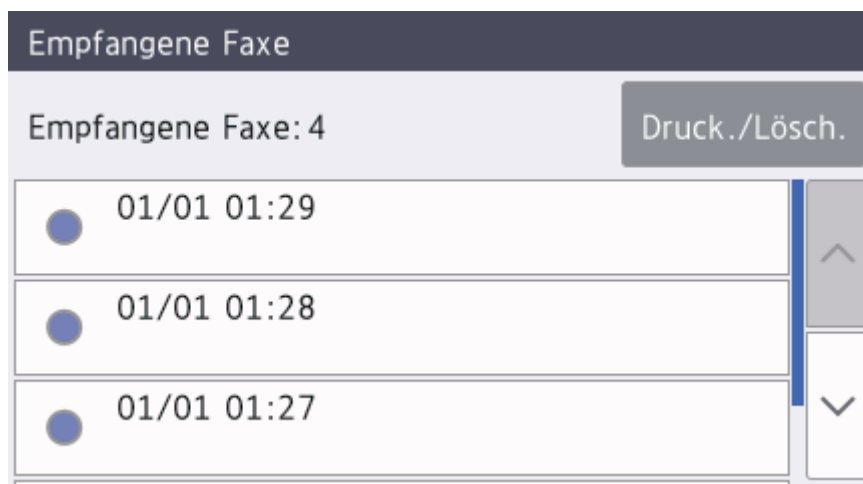 Empfangene Faxe
Empfangene Faxe: 4
Druck./Lösch.
01/01 01:29
01/01 01:28
01/01 01:27